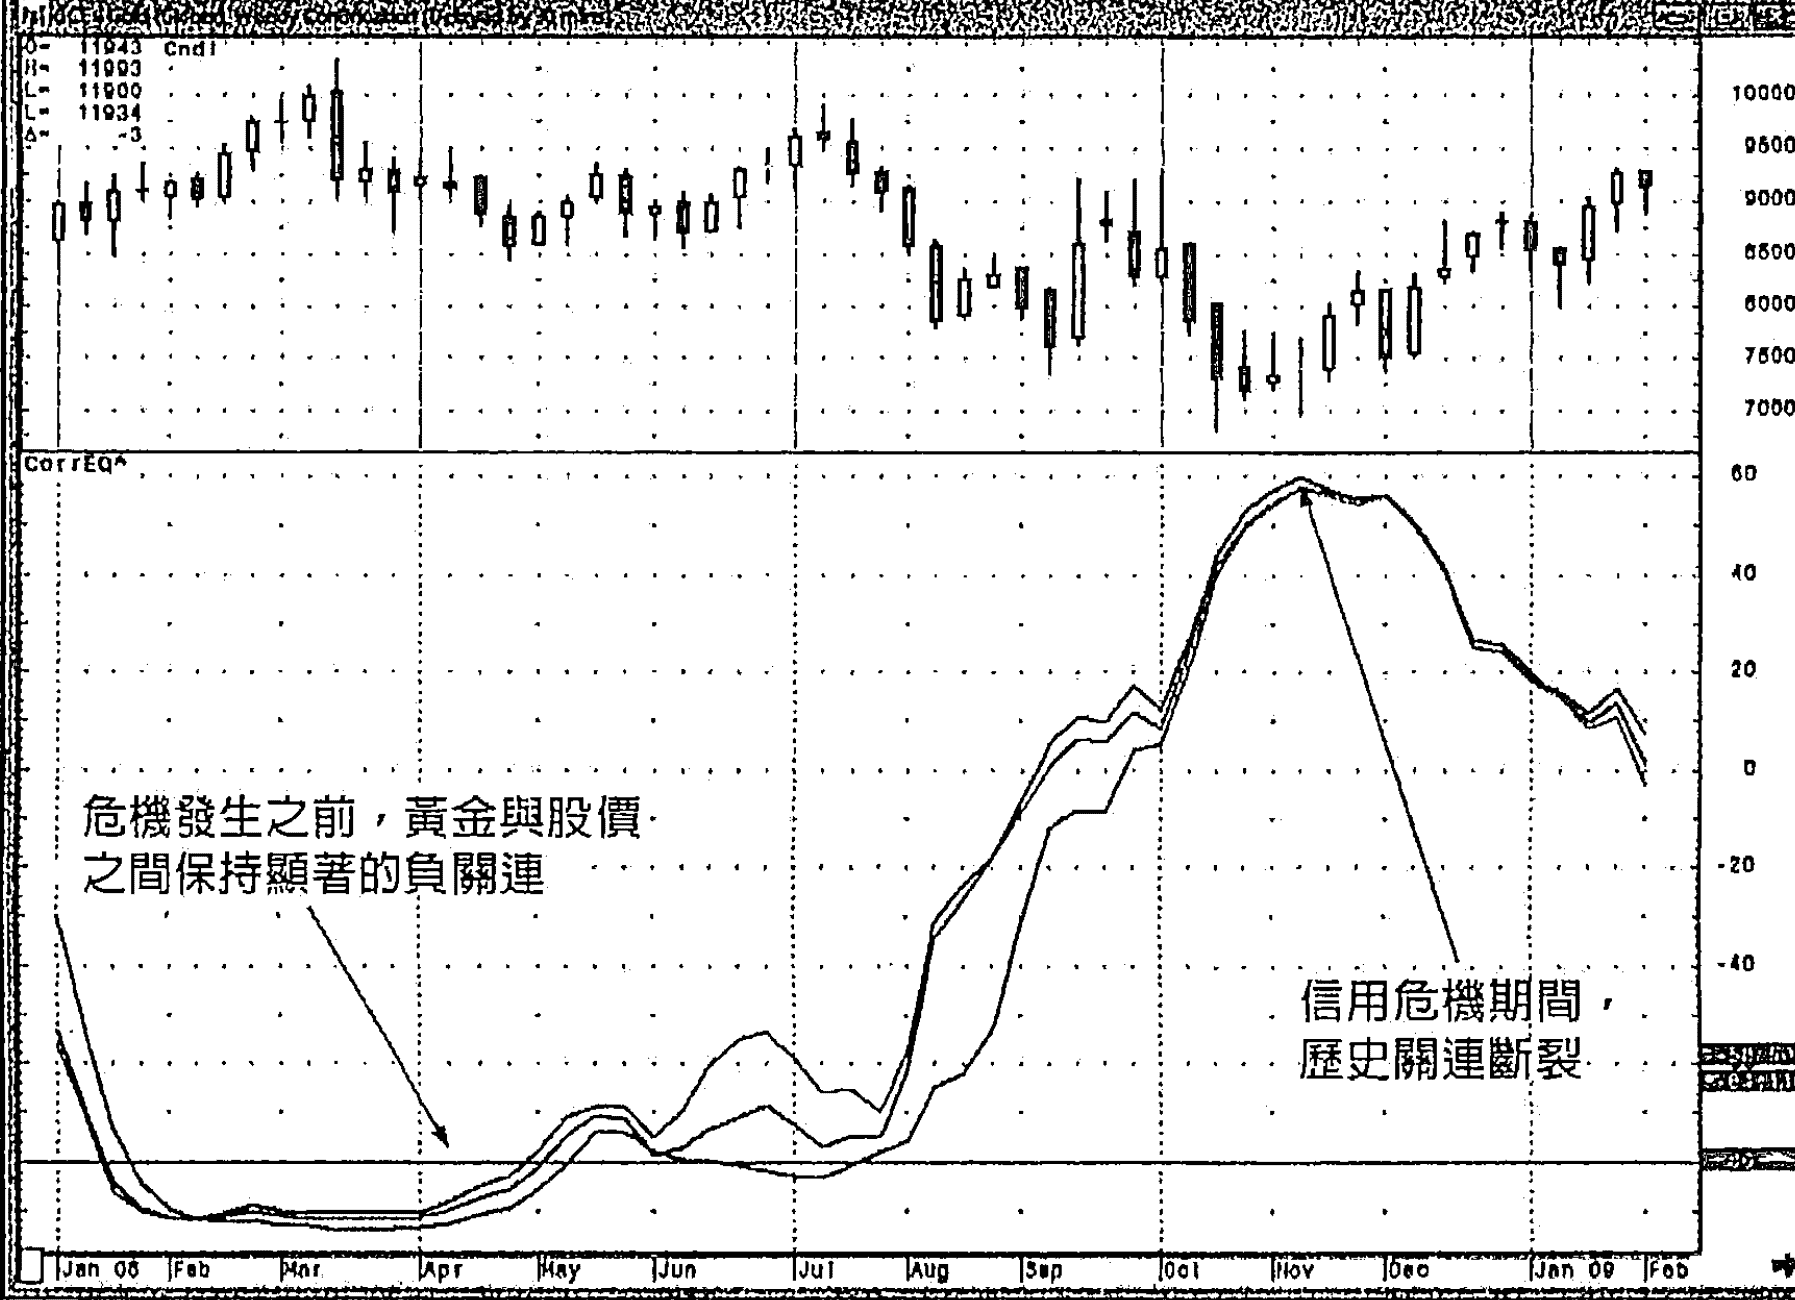 O= 11943 Cndl
H= 11993
L= 11900
L= 11934
Δ= -3
10000
9500
9000
8500
8000
7500
7000
CorrEQ^
60
40
20
0
-20
-40
危機發生之前，黃金與股價
之間保持顯著的負關連
信用危機期間，
歷史關連斷裂
Jan 08 Feb Mar Apr May Jun Jul Aug Sep Oct Nov Dec Jan 09 Feb